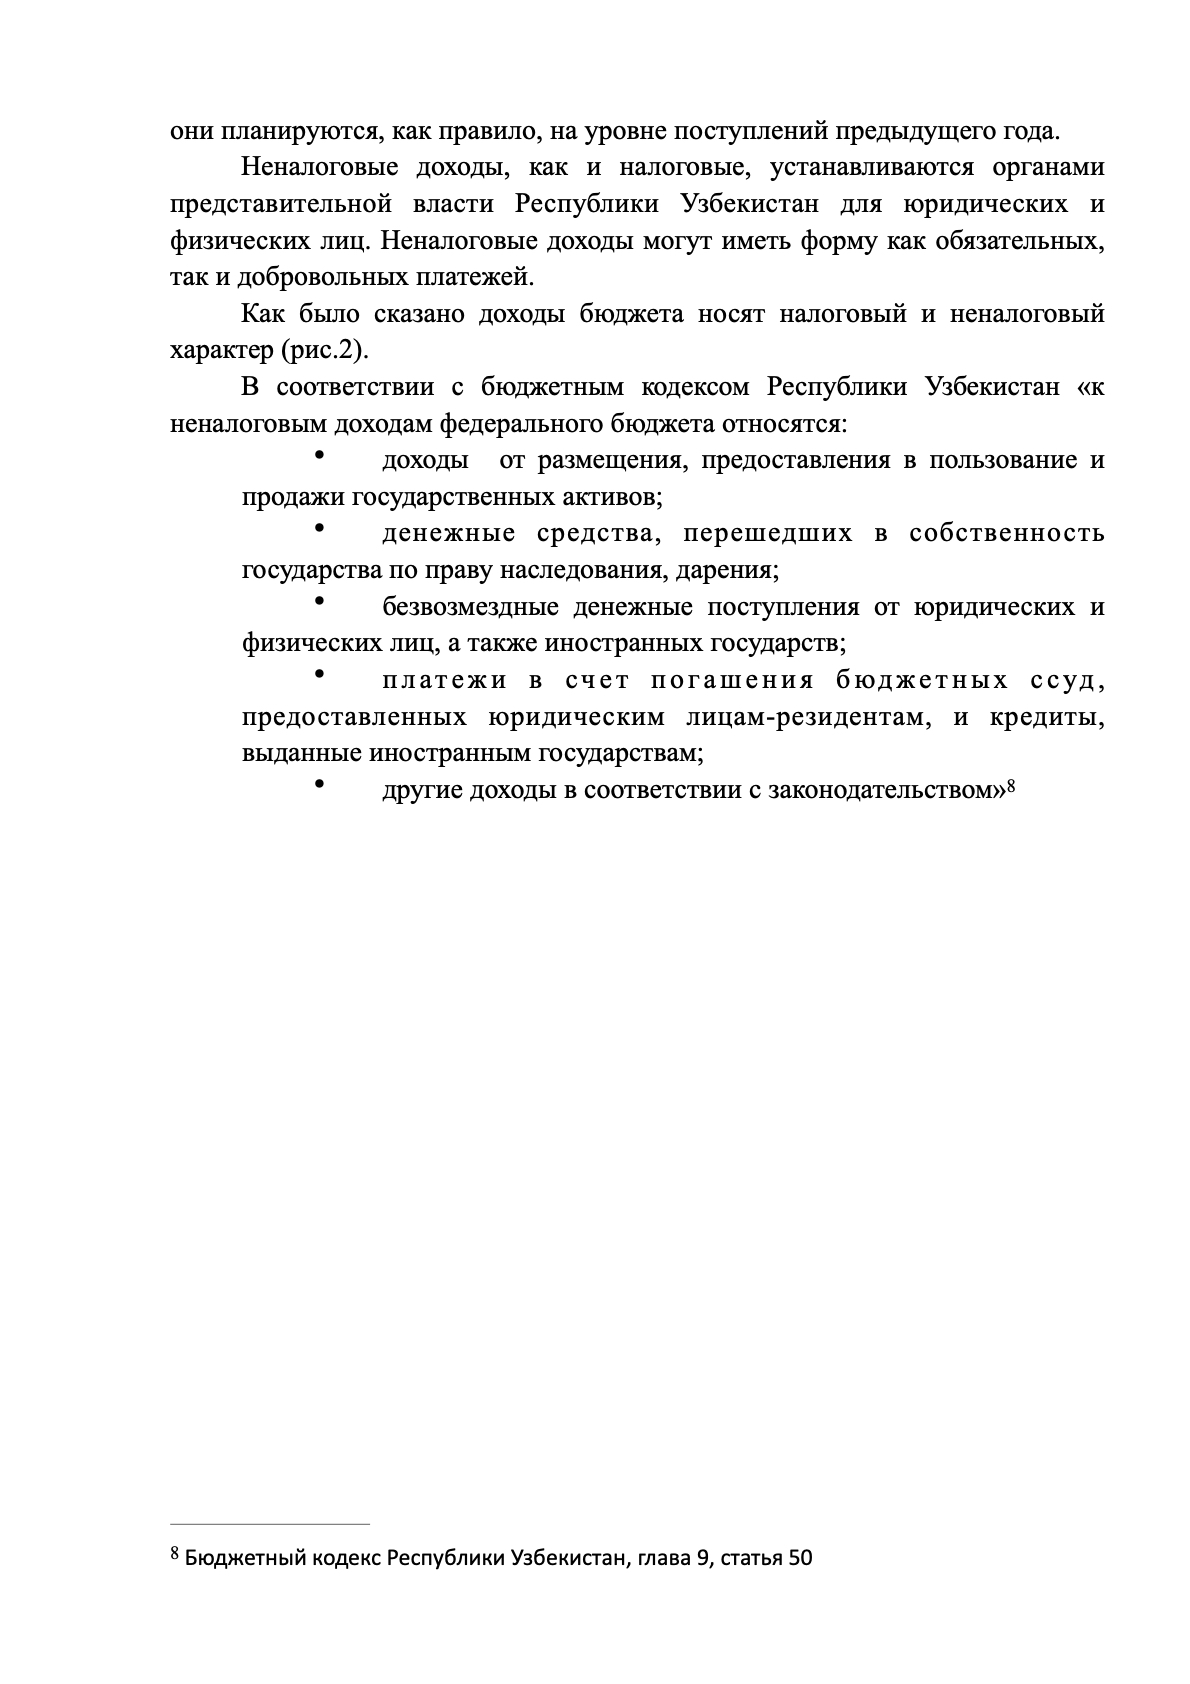 они планируются, как правило, на уровне поступлений предыдущего года.
Неналоговые доходы, как и налоговые, устанавливаются органами
представительной власти Республики Узбекистан для юридических и
физических лиц. Неналоговые доходы могут иметь форму как обязательных,
так и добровольных платежей.
Как было сказано доходы бюджета носят налоговый и неналоговый
характер (рис.2).
В соответствии с бюджетным кодексом Республики Узбекистан «к
неналоговым доходам федерального бюджета относятся:
• доходы от размещения, предоставления в пользование и
продажи государственных активов;
• денежные средства, перешедших в собственность
государства по праву наследования, дарения;
• безвозмездные денежные поступления от юридических и
физических лиц, а также иностранных государств;
• платежи в счет погашения бюджетных ссуд,
предоставленных юридическим лицам-резидентам, и кредиты,
выданные иностранным государствам;
• другие доходы в соответствии с законодательством»8
8 Бюджетный кодекс Республики Узбекистан, глава 9, статья 50